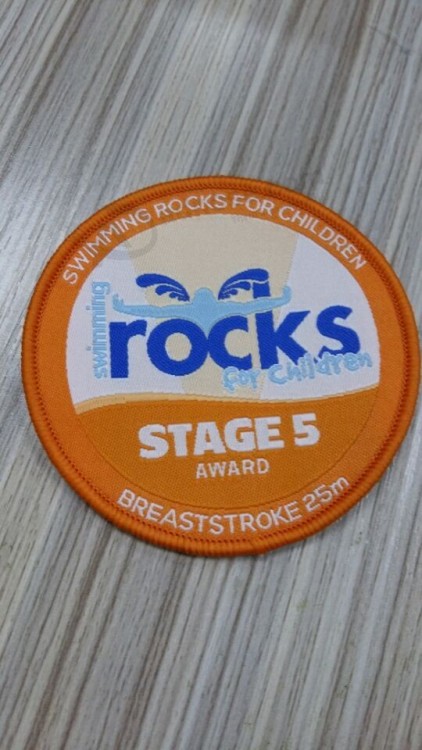 SWIMMING ROCKS FOR CHILDREN
swimming
rocks
for Children
STAGE 5
AWARD
BREASTSTROKE 25m